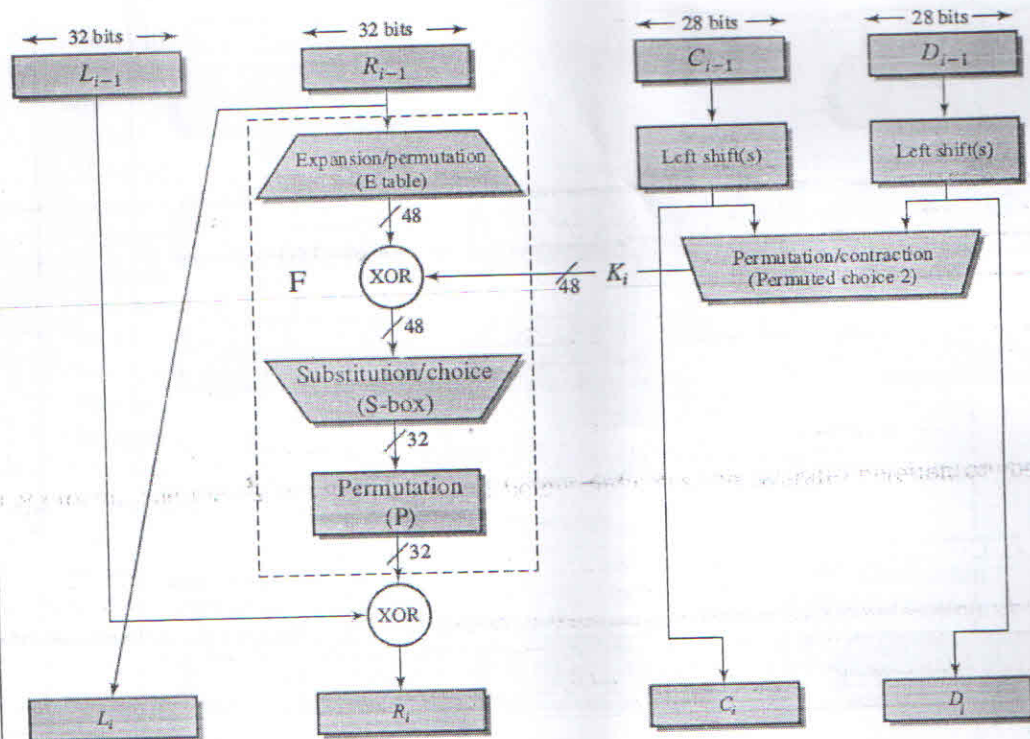 32 bits
32 bits
28 bits
28 bits
L_{i-1}
R_{i-1}
C_{i-1}
D_{i-1}
Expansion/permutation
(E table)
Left shift(s)
Left shift(s)
48
F
XOR
48
K_i
Permutation/contraction
(Permuted choice 2)
48
Substitution/choice
(S-box)
32
Permutation
(P)
32
XOR
L_i
R_i
C_i
D_i